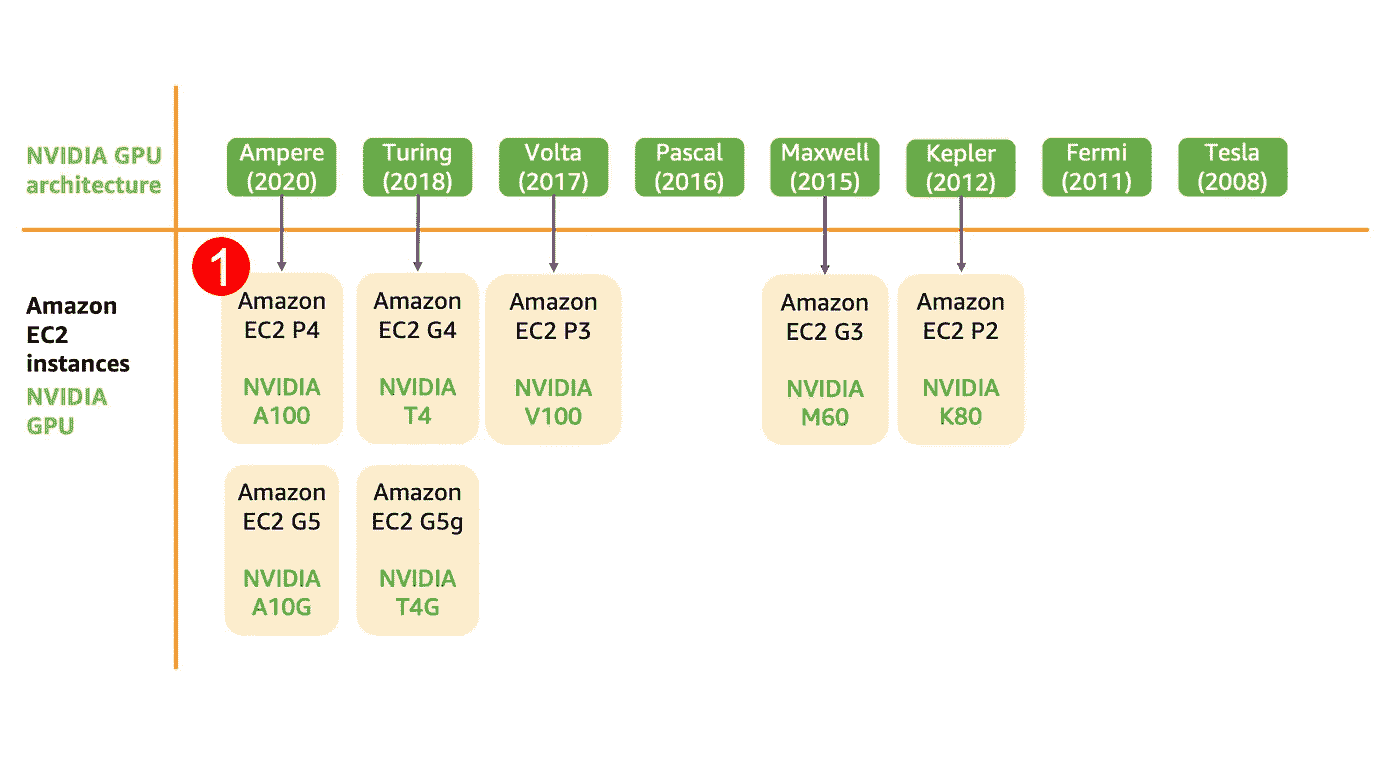 NVIDIA GPU
architecture
Ampere
(2020)
Turing
(2018)
Volta
(2017)
Pascal
(2016)
Maxwell
(2015)
Kepler
(2012)
Fermi
(2011)
Tesla
(2008)
1
Amazon
EC2
instances
NVIDIA
GPU
Amazon
EC2 P4
NVIDIA
A100
Amazon
EC2 G4
NVIDIA
T4
Amazon
EC2 P3
NVIDIA
V100
Amazon
EC2 G3
NVIDIA
M60
Amazon
EC2 P2
NVIDIA
K80
Amazon
EC2 G5
NVIDIA
A10G
Amazon
EC2 G5g
NVIDIA
T4G